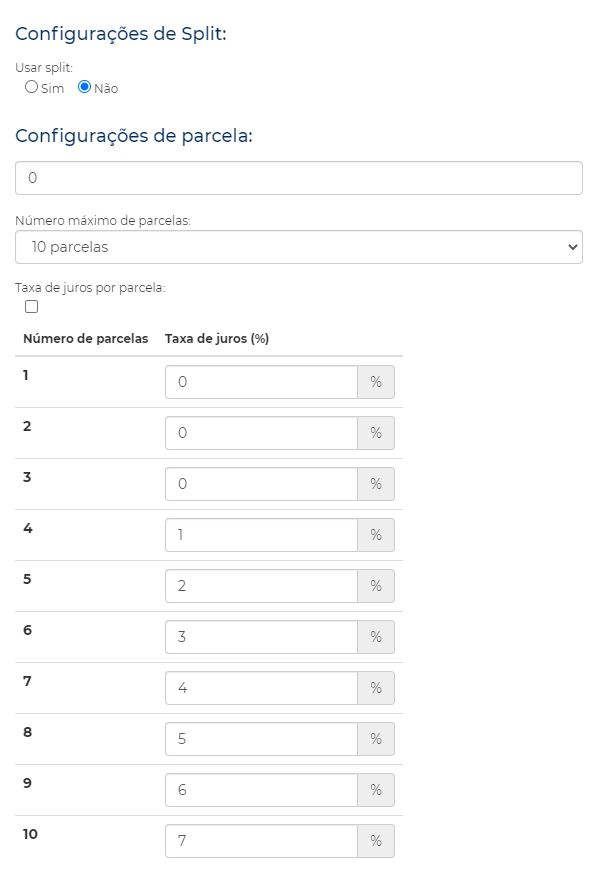 Configurações de Split:
Usar split:
Sim Não
Configurações de parcela:
0
Número máximo de parcelas:
10 parcelas
Taxa de juros por parcela:
Número de parcelas Taxa de juros (%)
1 0 %
2 0 %
3 0 %
4 1 %
5 2 %
6 3 %
7 4 %
8 5 %
9 6 %
10 7 %